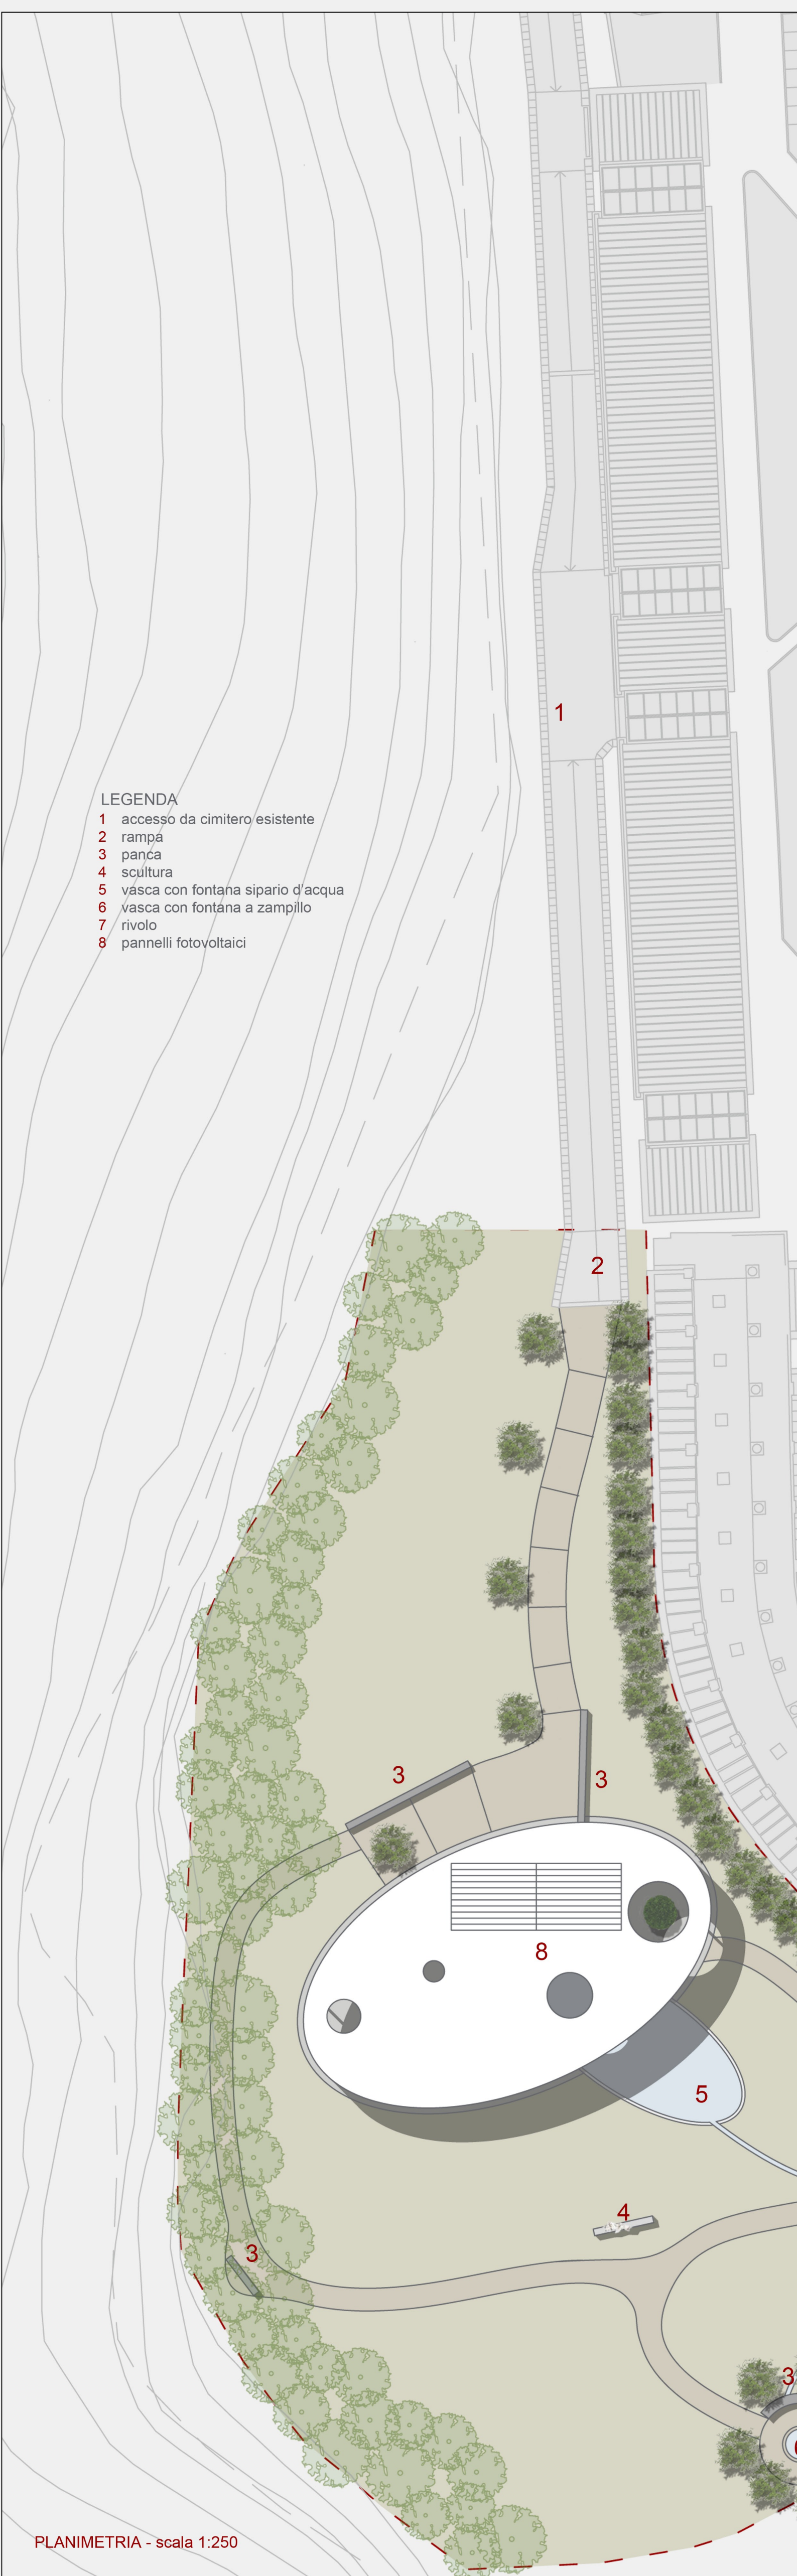 1
LEGENDA
1 accesso da cimitero esistente
2 rampa
3 panca
4 scultura
5 vasca con fontana sipario d'acqua
6 vasca con fontana a zampillo
7 rivolo
8 pannelli fotovoltaici
2
3
3
8
5
4
3
3
PLANIMETRIA - scala 1:250